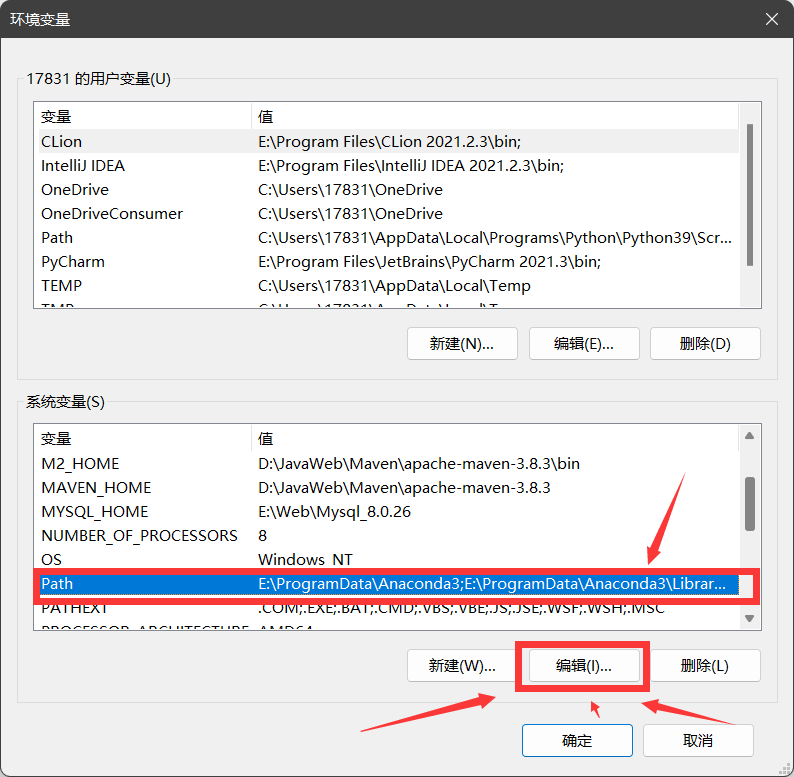 环境变量
17831 的用户变量(U)
变量 值
CLion E:\Program Files\CLion 2021.2.3\bin;
IntelliJ IDEA E:\Program Files\IntelliJ IDEA 2021.2.3\bin;
OneDrive C:\Users\17831\OneDrive
OneDriveConsumer C:\Users\17831\OneDrive
Path C:\Users\17831\AppData\Local\Programs\Python\Python39\Scr...
PyCharm E:\Program Files\JetBrains\PyCharm 2021.3\bin;
TEMP C:\Users\17831\AppData\Local\Temp
新建(N)... 编辑(E)... 删除(D)
系统变量(S)
变量 值
M2_HOME D:\JavaWeb\Maven\apache-maven-3.8.3\bin
MAVEN_HOME D:\JavaWeb\Maven\apache-maven-3.8.3
MYSQL_HOME E:\Web\Mysql_8.0.26
NUMBER_OF_PROCESSORS 8
OS Windows_NT
Path E:\ProgramData\Anaconda3;E:\ProgramData\Anaconda3\Librar...
PATHEXT .COM;.EXE;.BAT;.CMD;.VBS;.VBE;.JS;.JSE;.WSF;.WSH;.MSC
PROCESSOR_ARCHITECTURE AMD64
新建(W)... 编辑(I)... 删除(L)
确定 取消